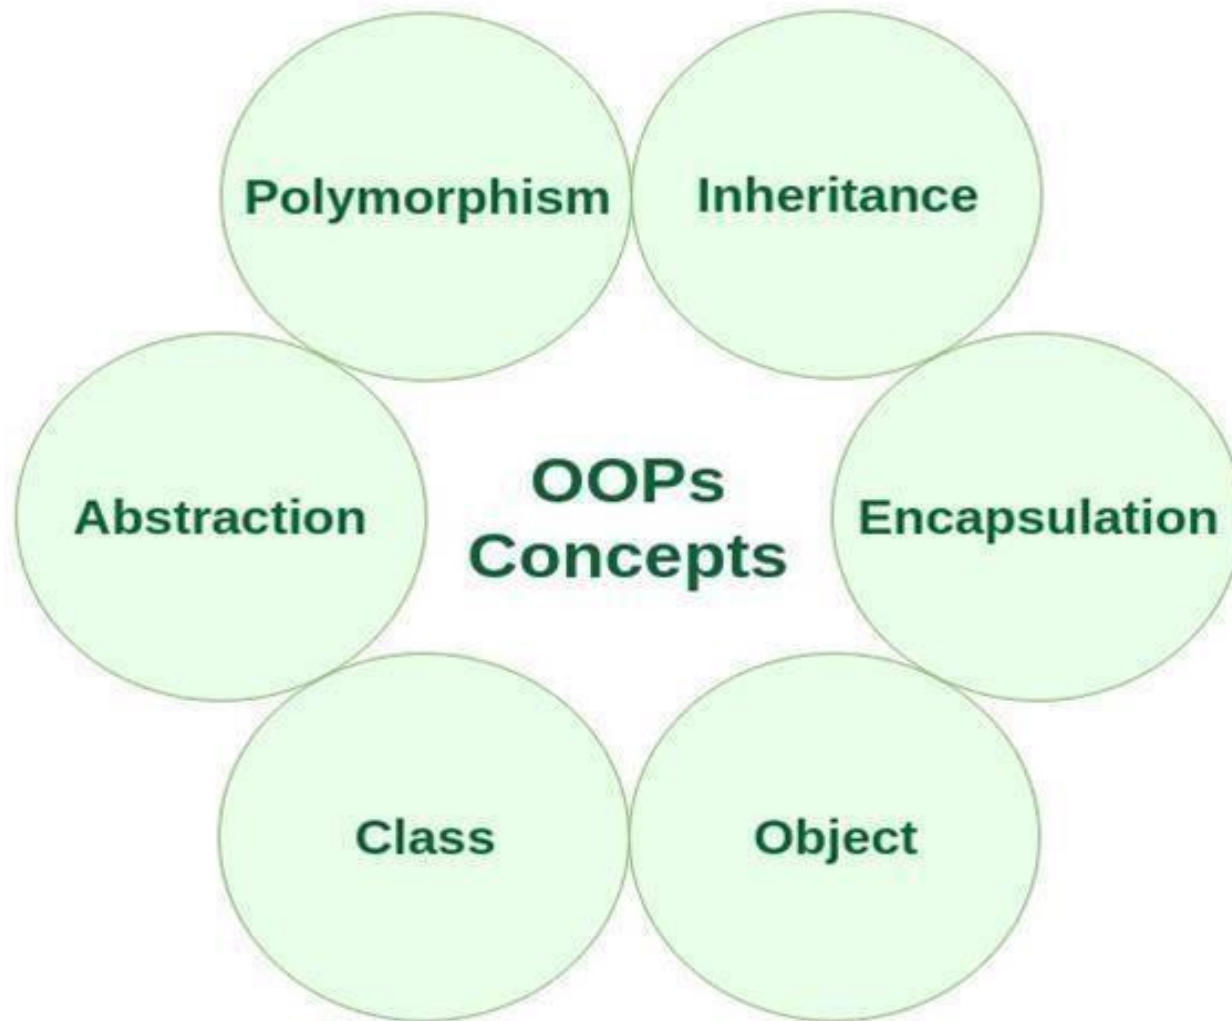 Polymorphism
Inheritance
Abstraction
OOPs
Concepts
Encapsulation
Class
Object